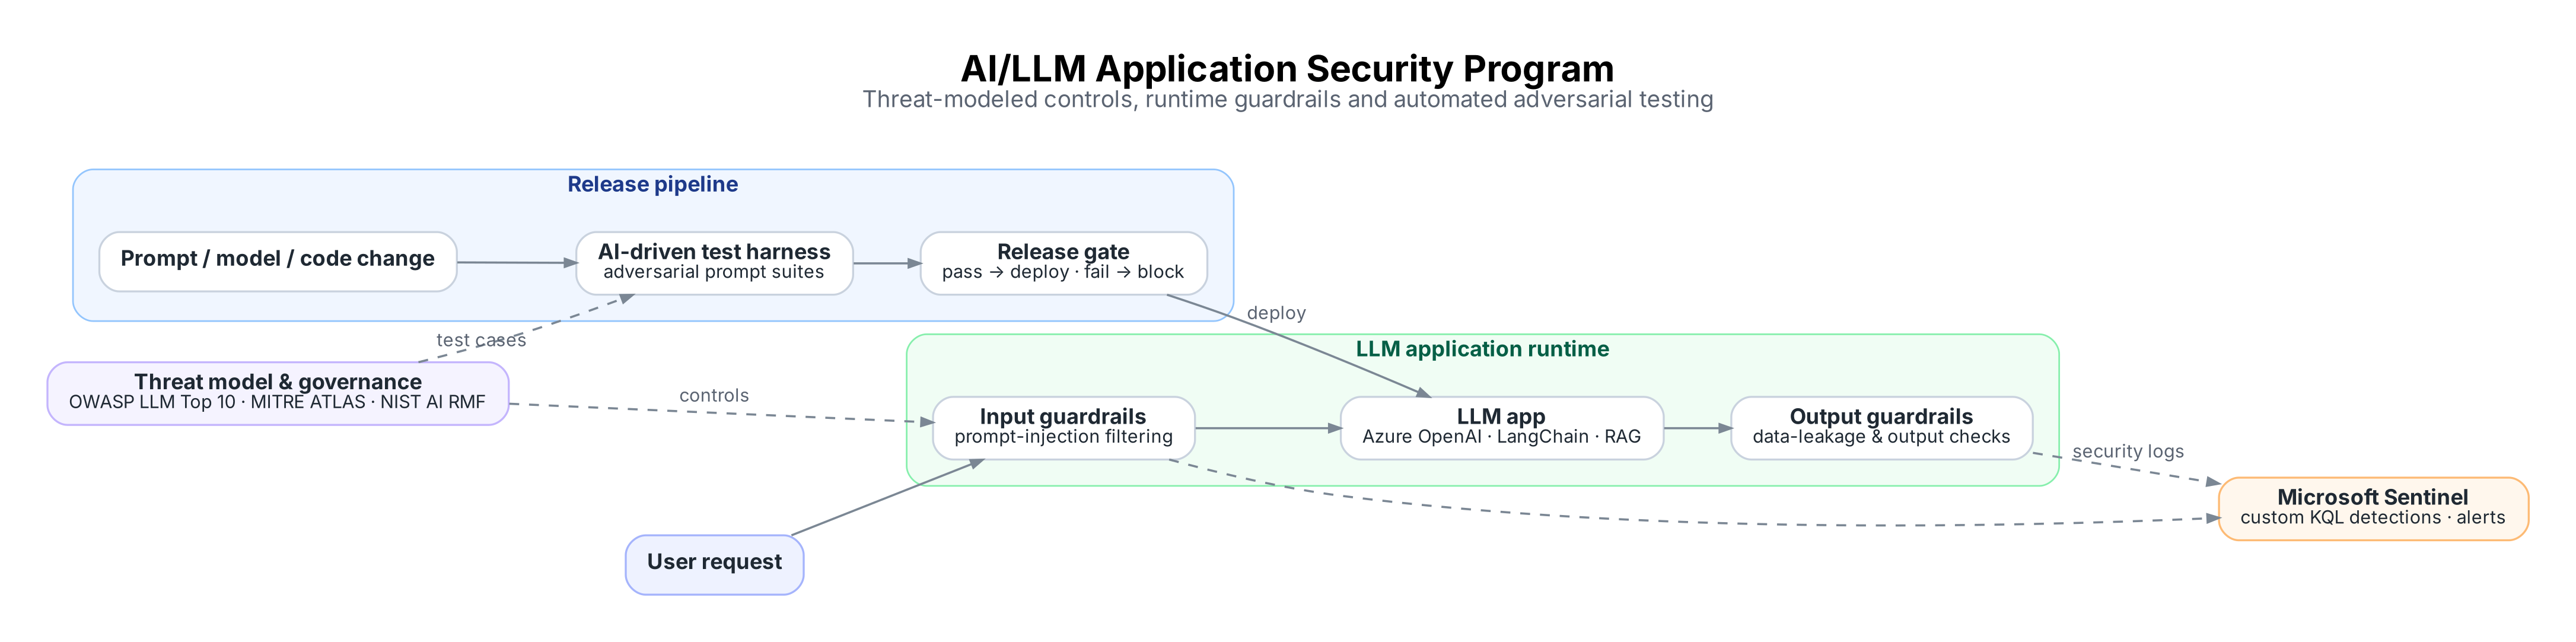 AI/LLM Application Security Program
Threat-modeled controls, runtime guardrails and automated adversarial testing
Release pipeline
Prompt / model / code change
AI-driven test harness
adversarial prompt suites
Release gate
pass → deploy · fail → block
deploy
test cases
Threat model & governance
OWASP LLM Top 10 · MITRE ATLAS · NIST AI RMF
controls
LLM application runtime
Input guardrails
prompt-injection filtering
LLM app
Azure OpenAI · LangChain · RAG
Output guardrails
data-leakage & output checks
security logs
Microsoft Sentinel
custom KQL detections · alerts
User request